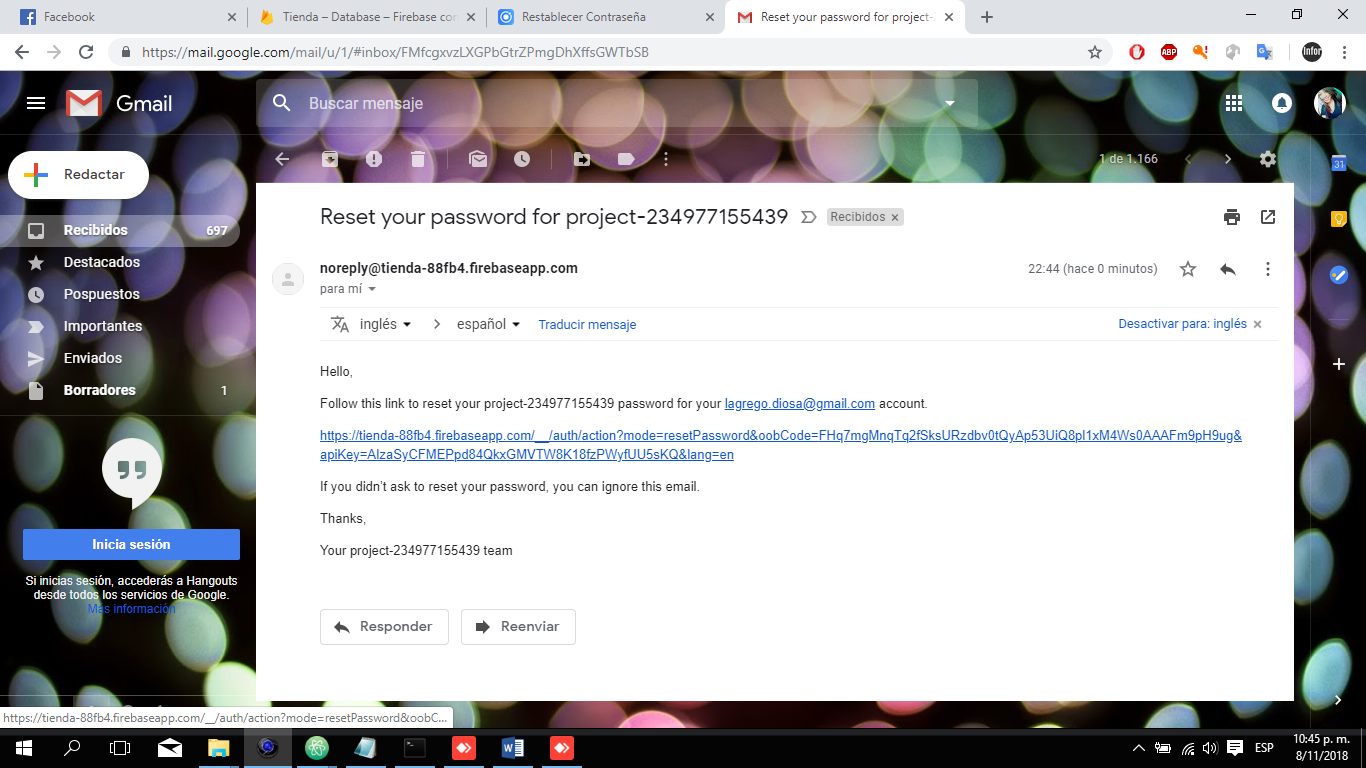 Facebook
Tienda – Database – Firebase con
Restablecer Contraseña
Reset your password for project-
https://mail.google.com/mail/u/1/#inbox/FMfcgxvzLXGPbGtrZPmgDhXffsGWTbSB
ABP
Infor
Gmail
Buscar mensaje
Redactar
1 de 1.166
31
Recibidos 697
Destacados
Pospuestos
Importantes
Enviados
Borradores 1
Reset your password for project-234977155439
Recibidos ×
noreply@tienda-88fb4.firebaseapp.com
22:44 (hace 0 minutos)
para mí
inglés > español Traducir mensaje
Desactivar para: inglés ×
Hello,
Follow this link to reset your project-234977155439 password for your lagrego.diosa@gmail.com account.
https://tienda-88fb4.firebaseapp.com/__/auth/action?mode=resetPassword&oobCode=FHq7mgMnqTq2fSksURzdbv0tQyAp53UiQ8pI1xM4Ws0AAAFm9pH9ug&
apiKey=AIzaSyCFMEPpd84QkxGMVTW8K18fzPWyfUU5sKQ&lang=en
If you didn't ask to reset your password, you can ignore this email.
Thanks,
Your project-234977155439 team
Responder
Reenviar
Inicia sesión
Si inicias sesión, accederás a Hangouts
desde todos los servicios de Google.
Más información
https://tienda-88fb4.firebaseapp.com/__/auth/action?mode=resetPassword&oobC...
ESP
10:45 p. m.
8/11/2018